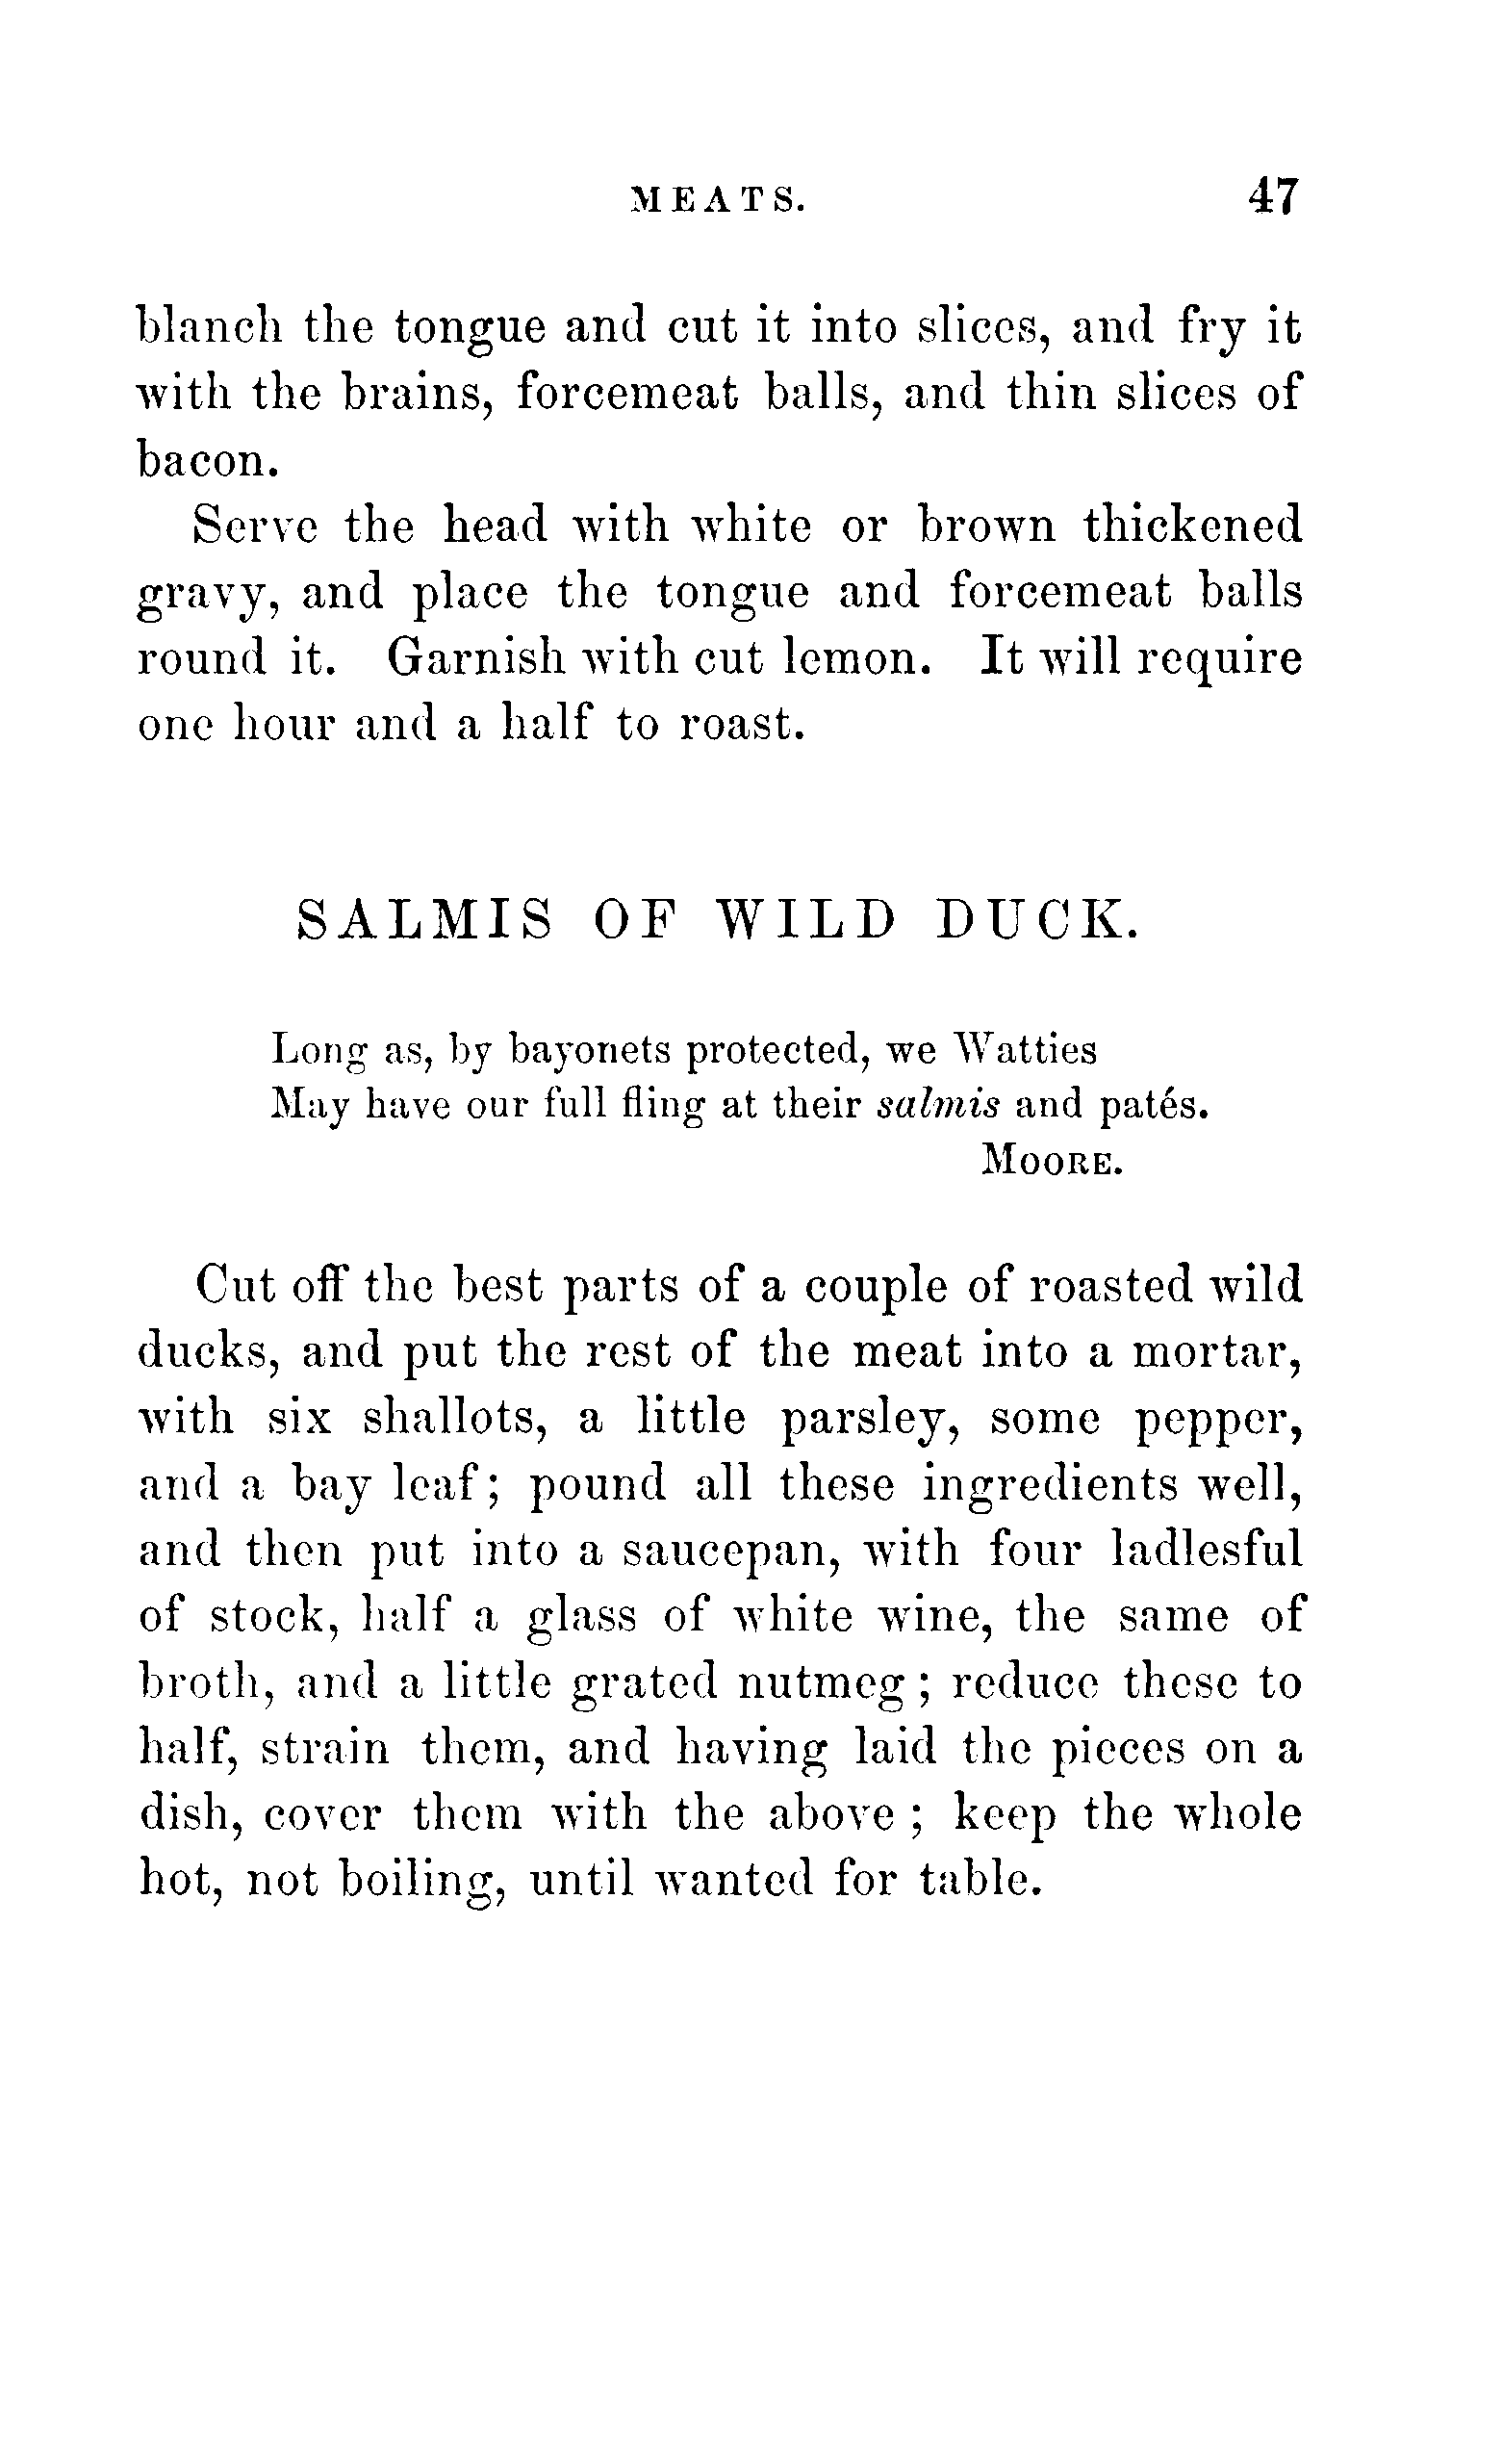 MEATS. 47
blanch the tongue and cut it into slices, and fry it
with the brains, forcemeat balls, and thin slices of
bacon.
Serve the head with white or brown thickened
gravy, and place the tongue and forcemeat balls
round it. Garnish with cut lemon. It will require
one hour and a half to roast.
SALMIS OF WILD DUCK.
Long as, by bayonets protected, we Watties
May have our full fling at their salmis and patés.
MOORE.
Cut off the best parts of a couple of roasted wild
ducks, and put the rest of the meat into a mortar,
with six shallots, a little parsley, some pepper,
and a bay leaf; pound all these ingredients well,
and then put into a saucepan, with four ladlesful
of stock, half a glass of white wine, the same of
broth, and a little grated nutmeg; reduce these to
half, strain them, and having laid the pieces on a
dish, cover them with the above; keep the whole
hot, not boiling, until wanted for table.